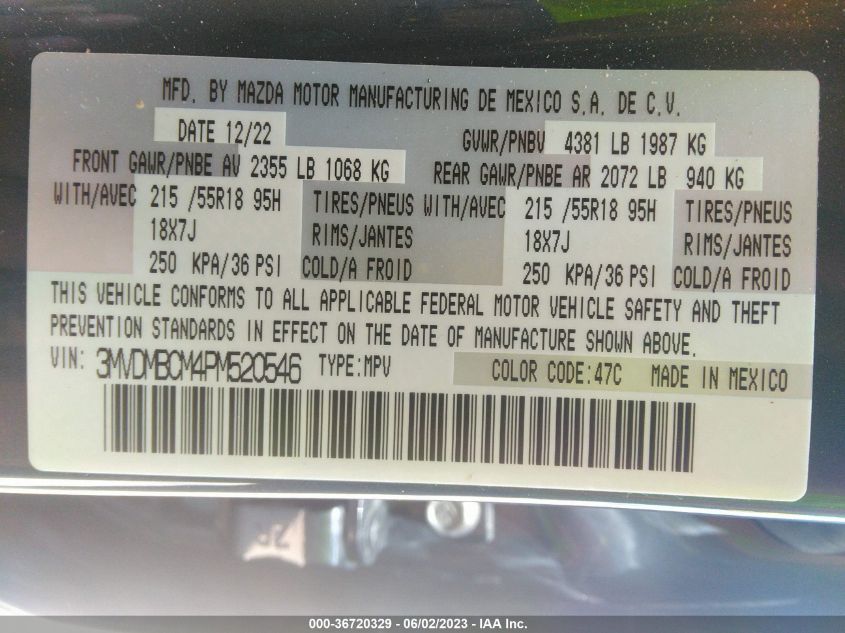 MFD. BY MAZDA MOTOR MANUFACTURING DE MEXICO S.A. DE C.V.
DATE 12/22 GVWR/PNBV 4381 LB 1987 KG
FRONT GAWR/PNBE AV 2355 LB 1068 KG REAR GAWR/PNBE AR 2072 LB 940 KG
WITH/AVEC 215 /55R18 95H TIRES/PNEUS WITH/AVEC 215 /55R18 95H TIRES/PNEUS
18X7J RIMS/JANTES 18X7J RIMS/JANTES
250 KPA/36 PSI COLD/A FROID 250 KPA/36 PSI COLD/A FROID
THIS VEHICLE CONFORMS TO ALL APPLICABLE FEDERAL MOTOR VEHICLE SAFETY AND THEFT
PREVENTION STANDARDS IN EFFECT ON THE DATE OF MANUFACTURE SHOWN ABOVE.
VIN: 3MVDMBCM4PM520546 TYPE:MPV COLOR CODE:47C MADE IN MEXICO
000-36720329 - 06/02/2023 - IAA Inc.